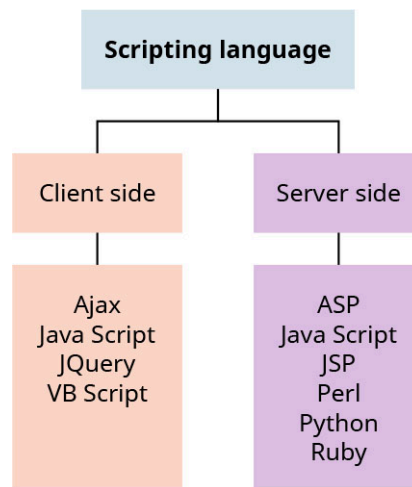 Scripting language
Client side
Server side
Ajax
Java Script
JQuery
VB Script
ASP
Java Script
JSP
Perl
Python
Ruby